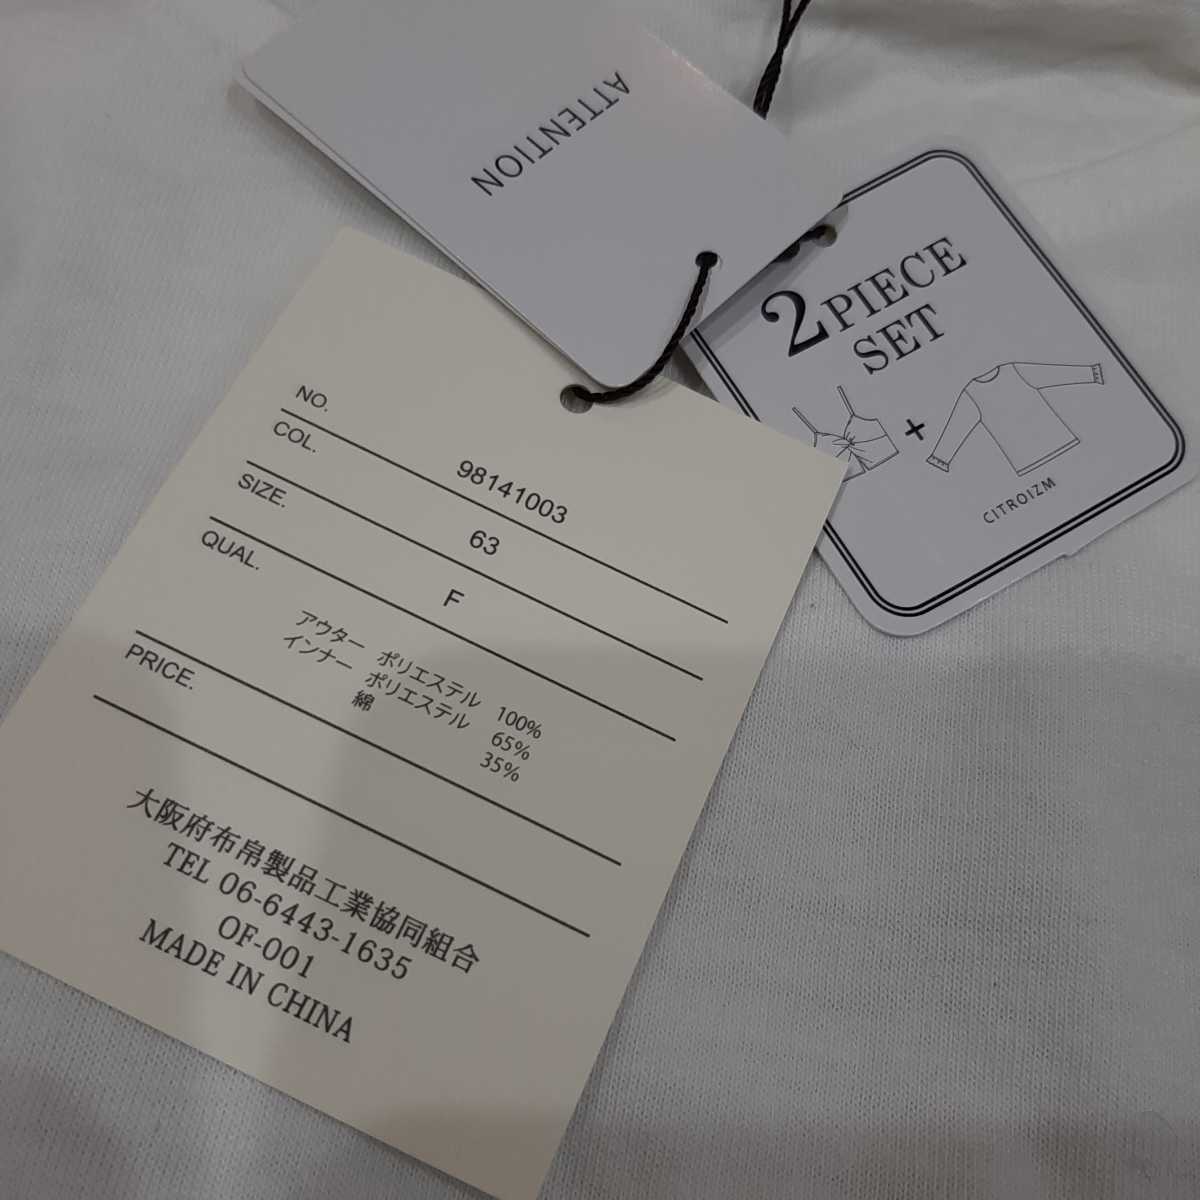 ATTENTION
2 PIECE
SET
+
CITROIZM
NO.
98141003
COL.
63
SIZE.
F
QUAL.
アウター ポリエステル 100%
インナー ポリエステル 65%
綿 35%
PRICE.
大阪府布帛製品工業協同組合
TEL 06-6443-1635
OF-001
MADE IN CHINA